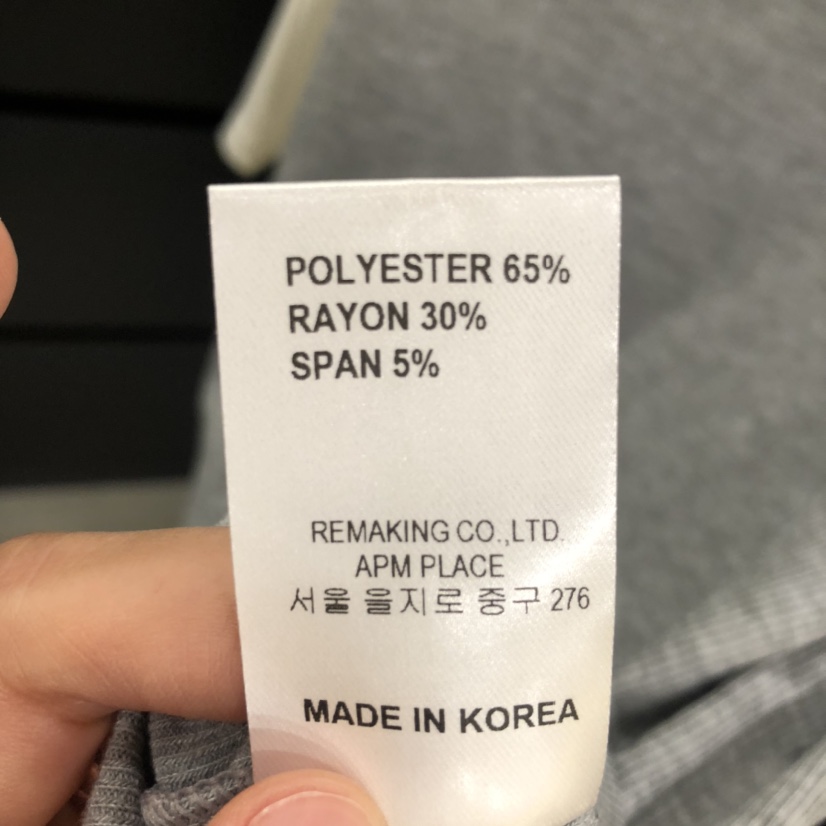 POLYESTER 65%
RAYON 30%
SPAN 5%
REMAKING CO.,LTD.
APM PLACE
서울 을지로 중구 276
MADE IN KOREA